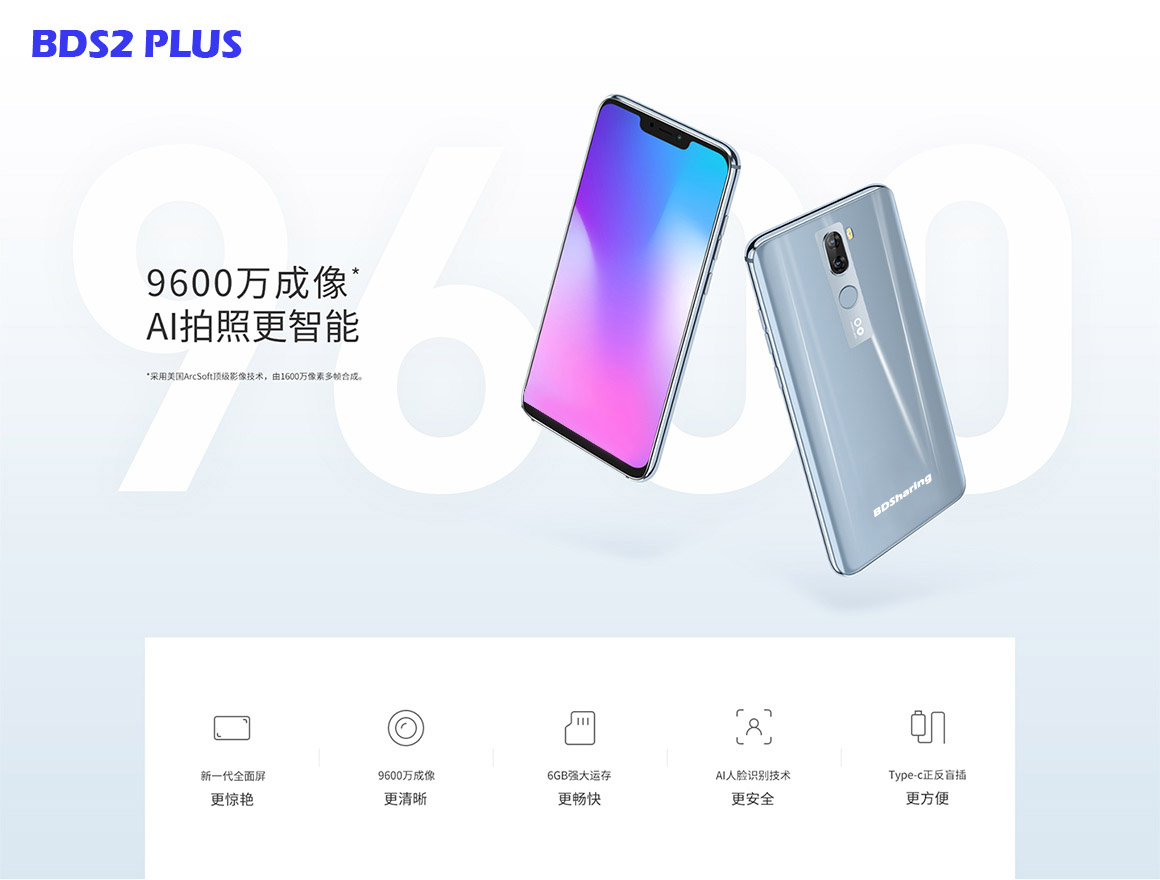 BDS2 PLUS
9600
9600万成像*
AI拍照更智能
*采用美国ArcSoft顶级影像技术，由1600万像素多帧合成。
BDSharing
新一代全面屏
更惊艳
9600万成像
更清晰
6GB强大运存
更畅快
AI人脸识别技术
更安全
Type-c正反盲插
更方便